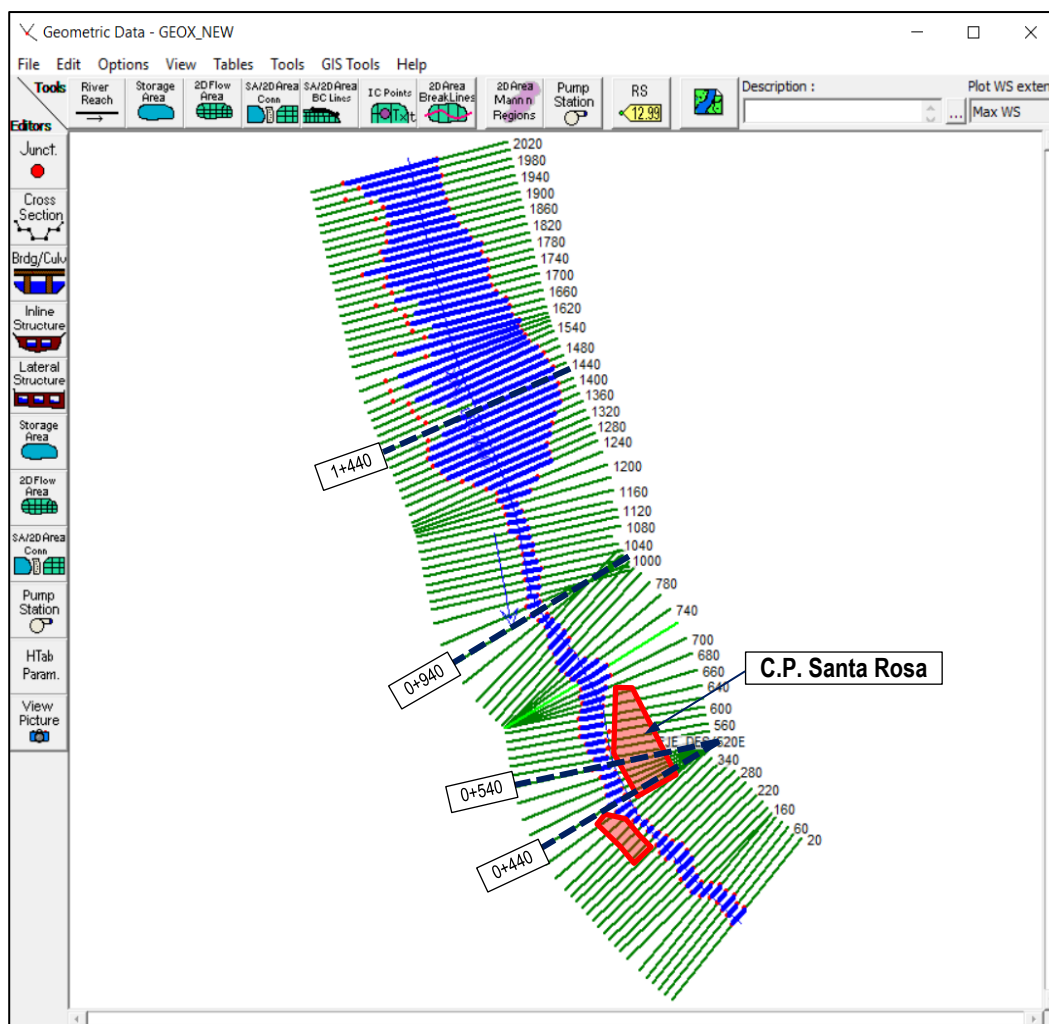 Geometric Data - GEOX_NEW
File Edit Options View Tables Tools GIS Tools Help
Tools
Editors
River
Reach
Storage
Area
2D Flow
Area
SA/2D Area
Conn
SA/2D Area
BC Lines
IC Points
2D Area
BreakLines
2D Area
Mann n
Regions
Pump
Station
RS
12.99
Description :
...
Plot WS exten
Max WS
Junct.
Cross
Section
Brdg/Culv
Inline
Structure
Lateral
Structure
Storage
Area
2D Flow
Area
SA/2D Area
Conn
Pump
Station
HTab
Param.
View
Picture
2020
1980
1940
1900
1860
1820
1780
1740
1700
1660
1620
1540
1480
1440
1400
1360
1320
1280
1240
1200
1160
1120
1080
1040
1000
780
740
700
680
660
640
600
560
520E
340
280
220
160
60
20
1+440
0+940
0+540
0+440
C.P. Santa Rosa